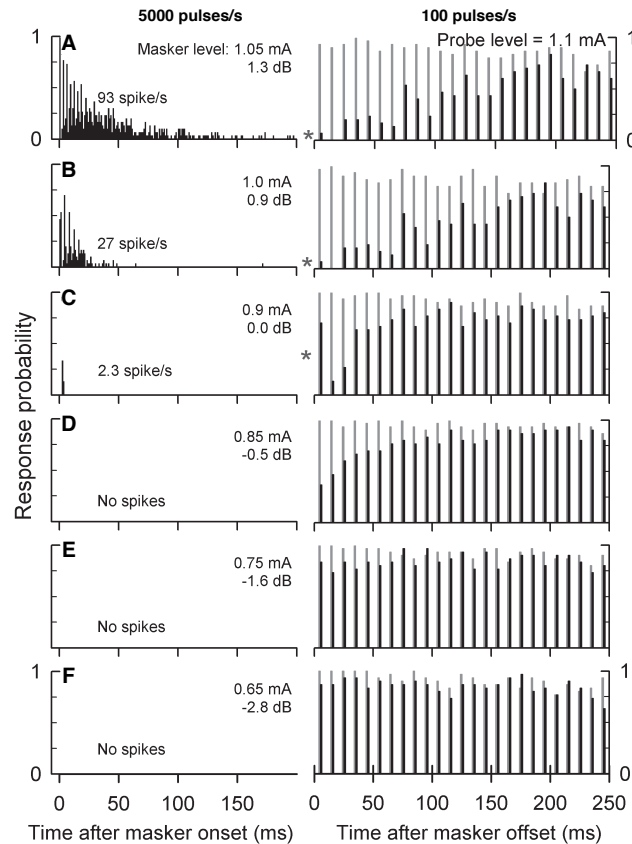 5000 pulses/s
100 pulses/s
A
Masker level: 1.05 mA
1.3 dB
93 spike/s
Probe level = 1.1 mA
1
0
1
0
*
B
1.0 mA
0.9 dB
27 spike/s
*
C
0.9 mA
0.0 dB
2.3 spike/s
*
D
0.85 mA
-0.5 dB
No spikes
E
0.75 mA
-1.6 dB
No spikes
F
0.65 mA
-2.8 dB
No spikes
1
0
1
0
Response probability
0 50 100 150
0 50 100 150 200 250
Time after masker onset (ms)
Time after masker offset (ms)